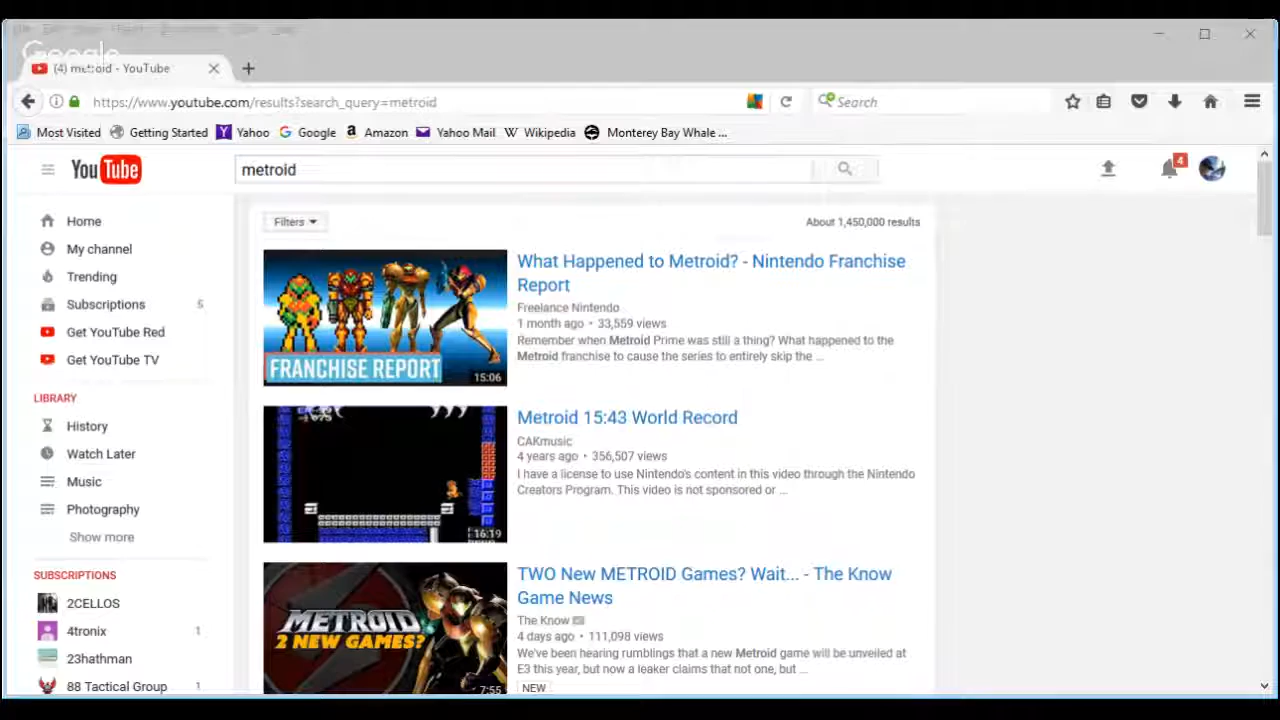 Google
(4) metroid - YouTube
https://www.youtube.com/results?search_query=metroid
Search
Most Visited Getting Started Yahoo Google Amazon Yahoo Mail Wikipedia Monterey Bay Whale ...
YouTube
metroid
4
Home
My channel
Trending
Subscriptions 5
Get YouTube Red
Get YouTube TV
LIBRARY
History
Watch Later
Music
Photography
Show more
SUBSCRIPTIONS
2CELLOS
4tronix 1
23hathman
88 Tactical Group 1
Filters
About 1,450,000 results
FRANCHISE REPORT
15:06
What Happened to Metroid? - Nintendo Franchise
Report
Freelance Nintendo
1 month ago • 33,559 views
Remember when Metroid Prime was still a thing? What happened to the
Metroid franchise to cause the series to entirely skip the ...
16:19
Metroid 15:43 World Record
CAKmusic
4 years ago • 356,507 views
I have a license to use Nintendo's content in this video through the Nintendo
Creators Program. This video is not sponsored or ...
METROID
2 NEW GAMES?
7:55
TWO New METROID Games? Wait... - The Know
Game News
The Know
4 days ago • 111,098 views
We've been hearing rumblings that a new Metroid game will be unveiled at
E3 this year, but now a leaker claims that not one, but ...
NEW